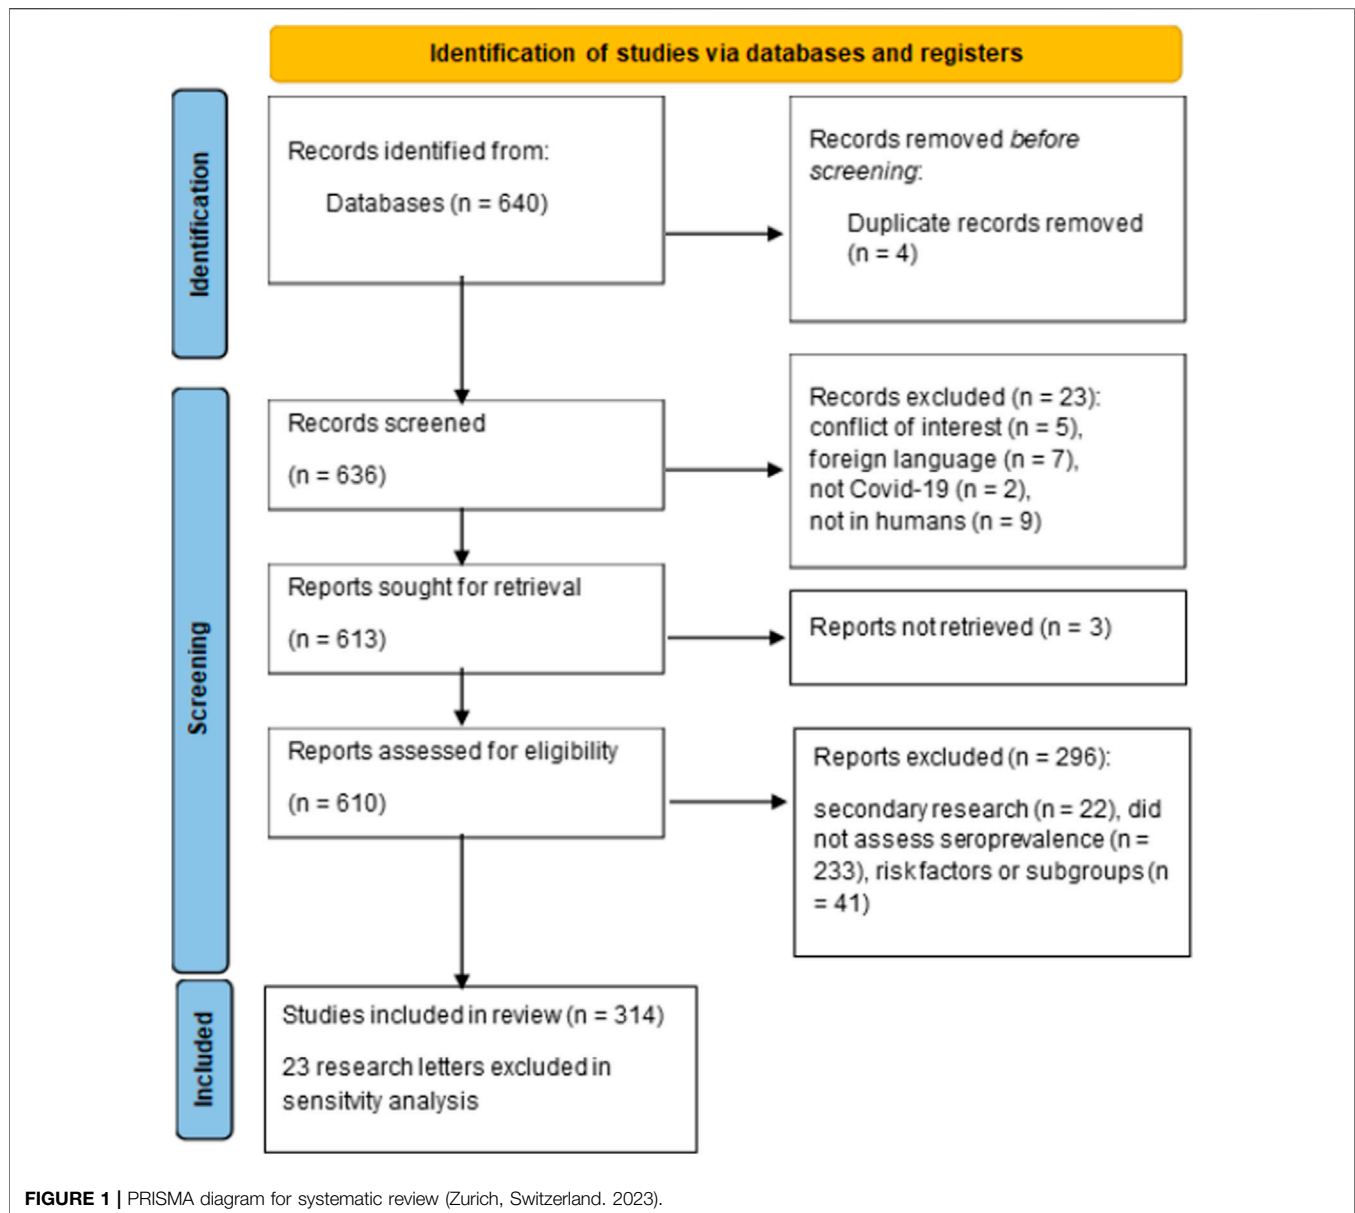 Identification of studies via databases and registers
Identification
Records identified from:
Databases (n = 640)
Records removed before
screening:
Duplicate records removed
(n = 4)
Screening
Records screened
(n = 636)
Records excluded (n = 23):
conflict of interest (n = 5),
foreign language (n = 7),
not Covid-19 (n = 2),
not in humans (n = 9)
Reports sought for retrieval
(n = 613)
Reports not retrieved (n = 3)
Reports assessed for eligibility
(n = 610)
Reports excluded (n = 296):
secondary research (n = 22), did
not assess seroprevalence (n =
233), risk factors or subgroups (n
= 41)
Included
Studies included in review (n = 314)
23 research letters excluded in
sensitvity analysis
FIGURE 1 | PRISMA diagram for systematic review (Zurich, Switzerland. 2023).